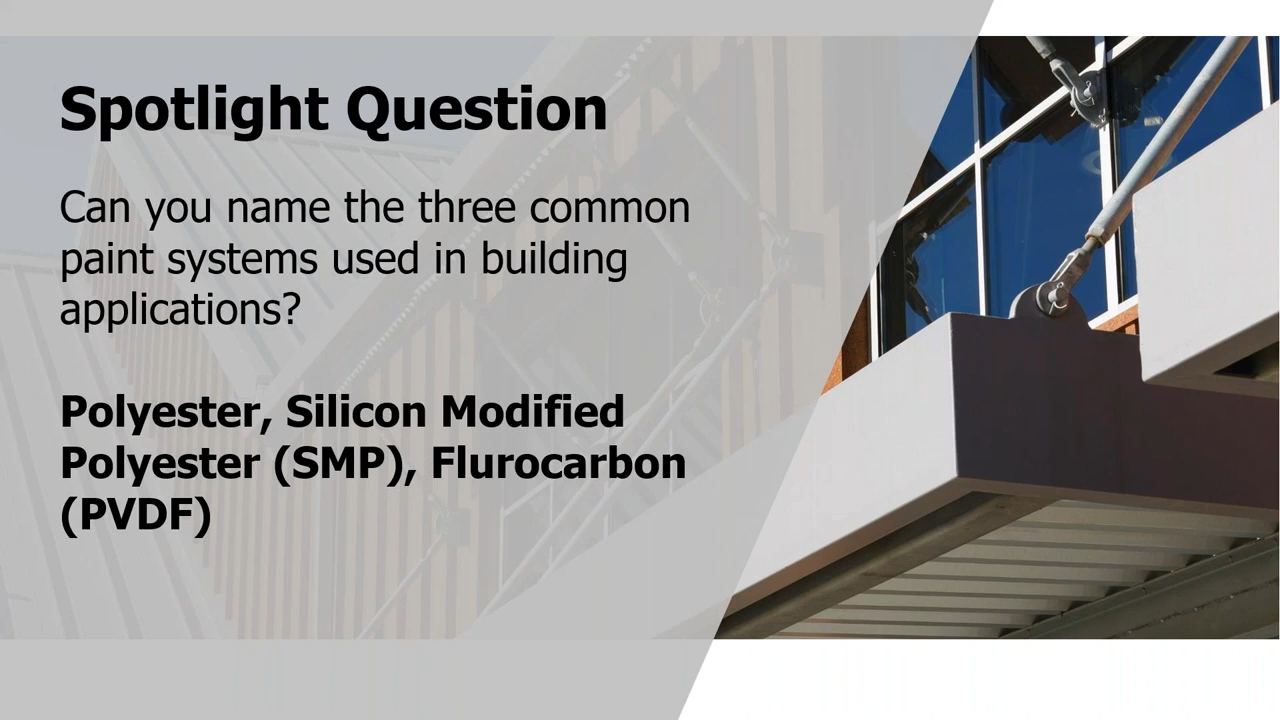 Spotlight Question
Can you name the three common
paint systems used in building
applications?
Polyester, Silicon Modified
Polyester (SMP), Flurocarbon
(PVDF)